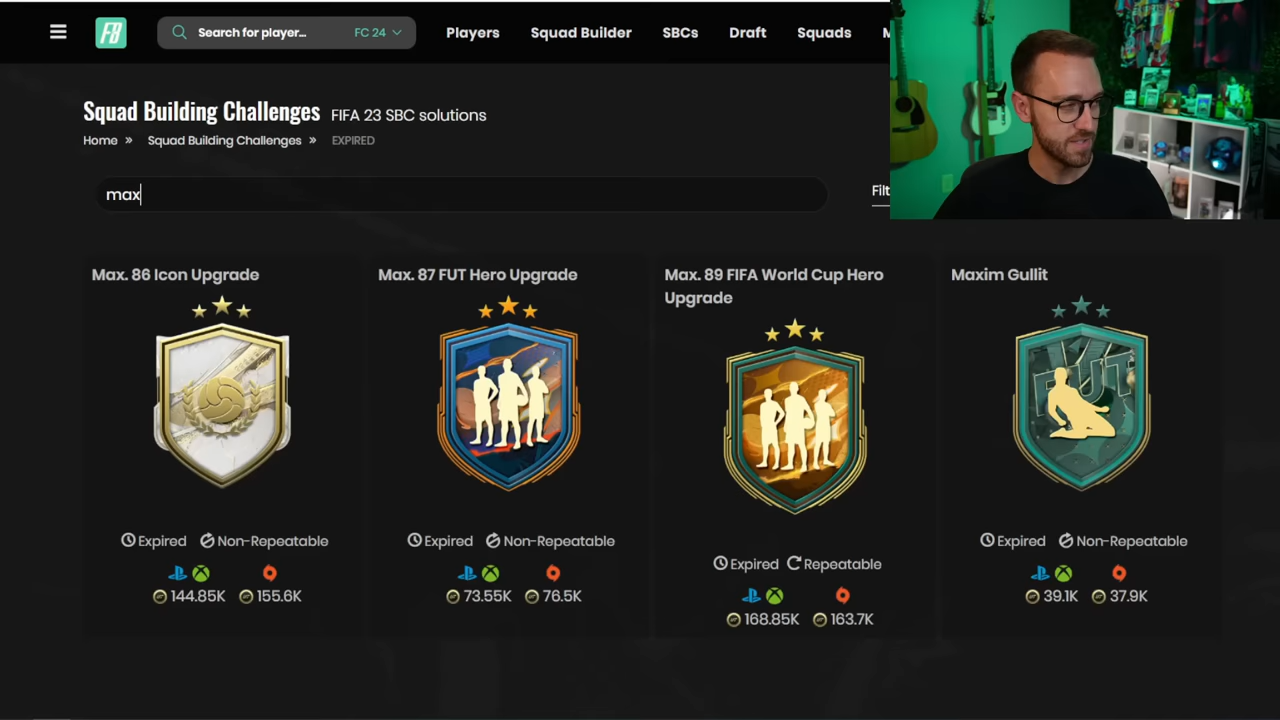 FB
Search for player...
FC 24
Players
Squad Builder
SBCs
Draft
Squads
M
Squad Building Challenges
FIFA 23 SBC solutions
Home » Squad Building Challenges » EXPIRED
max
Filt
Max. 86 Icon Upgrade
Expired
Non-Repeatable
144.85K
155.6K
Max. 87 FUT Hero Upgrade
Expired
Non-Repeatable
73.55K
76.5K
Max. 89 FIFA World Cup Hero
Upgrade
Expired
Repeatable
168.85K
163.7K
Maxim Gullit
FUT
Expired
Non-Repeatable
39.1K
37.9K